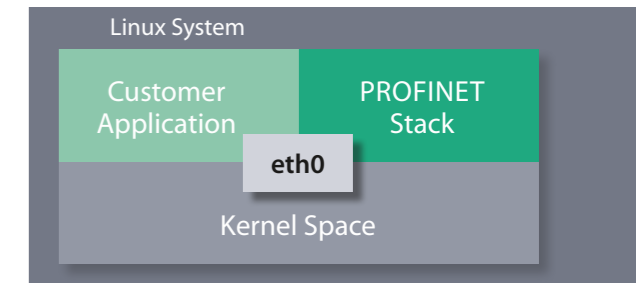 Linux System
Customer
Application
PROFINET
Stack
eth0
Kernel Space